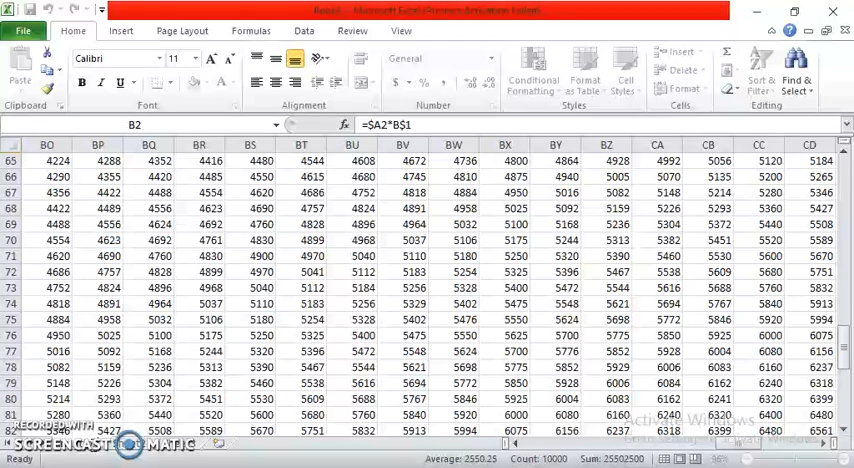 Book1 - Microsoft Excel (Product Activation Failed)
File Home Insert Page Layout Formulas Data Review View
Calibri 11 General Insert Delete Format
Paste Conditional Formatting Format as Table Cell Styles Sort & Filter Find & Select
Clipboard Font Alignment Number Styles Cells Editing
B2 fx =$A2*B$1
BO BP BQ BR BS BT BU BV BW BX BY BZ CA CB CC CD
65 4224 4288 4352 4416 4480 4544 4608 4672 4736 4800 4864 4928 4992 5056 5120 5184
66 4290 4355 4420 4485 4550 4615 4680 4745 4810 4875 4940 5005 5070 5135 5200 5265
67 4356 4422 4488 4554 4620 4686 4752 4818 4884 4950 5016 5082 5148 5214 5280 5346
68 4422 4489 4556 4623 4690 4757 4824 4891 4958 5025 5092 5159 5226 5293 5360 5427
69 4488 4556 4624 4692 4760 4828 4896 4964 5032 5100 5168 5236 5304 5372 5440 5508
70 4554 4623 4692 4761 4830 4899 4968 5037 5106 5175 5244 5313 5382 5451 5520 5589
71 4620 4690 4760 4830 4900 4970 5040 5110 5180 5250 5320 5390 5460 5530 5600 5670
72 4686 4757 4828 4899 4970 5041 5112 5183 5254 5325 5396 5467 5538 5609 5680 5751
73 4752 4824 4896 4968 5040 5112 5184 5256 5328 5400 5472 5544 5616 5688 5760 5832
74 4818 4891 4964 5037 5110 5183 5256 5329 5402 5475 5548 5621 5694 5767 5840 5913
75 4884 4958 5032 5106 5180 5254 5328 5402 5476 5550 5624 5698 5772 5846 5920 5994
76 4950 5025 5100 5175 5250 5325 5400 5475 5550 5625 5700 5775 5850 5925 6000 6075
77 5016 5092 5168 5244 5320 5396 5472 5548 5624 5700 5776 5852 5928 6004 6080 6156
78 5082 5159 5236 5313 5390 5467 5544 5621 5698 5775 5852 5929 6006 6083 6160 6237
79 5148 5226 5304 5382 5460 5538 5616 5694 5772 5850 5928 6006 6084 6162 6240 6318
80 5214 5293 5372 5451 5530 5609 5688 5767 5846 5925 6004 6083 6162 6241 6320 6399
81 5280 5360 5440 5520 5600 5680 5760 5840 5920 6000 6080 6160 6240 6320 6400 6480
82 5346 5427 5508 5589 5670 5751 5832 5913 5994 6075 6156 6237 6318 6399 6480 6561
RECORDED WITH
SCREENCAST MATIC
Activate Windows
Ready Average: 2550.25 Count: 10000 Sum: 25502500 96%